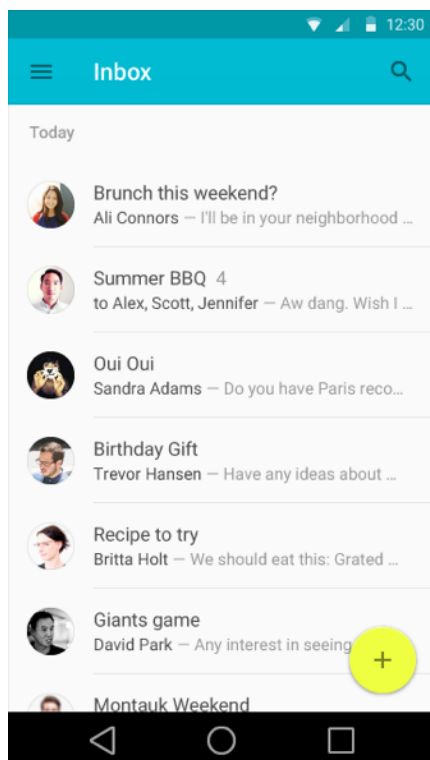 12:30
Inbox
Today
Brunch this weekend?
Ali Connors — I'll be in your neighborhood ...
Summer BBQ 4
to Alex, Scott, Jennifer — Aw dang. Wish I ...
Oui Oui
Sandra Adams — Do you have Paris reco...
Birthday Gift
Trevor Hansen — Have any ideas about ...
Recipe to try
Britta Holt — We should eat this: Grated ...
Giants game
David Park — Any interest in seeing
Montauk Weekend